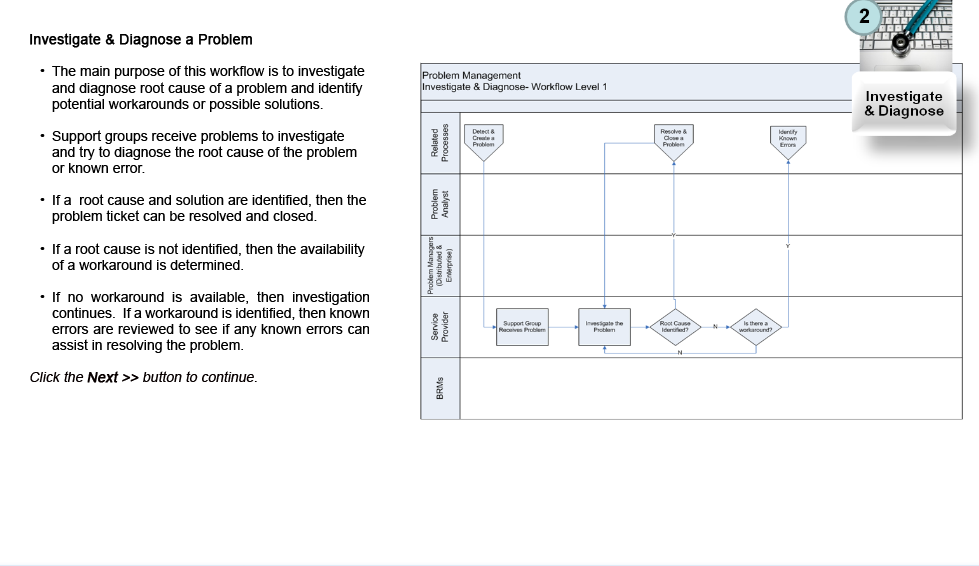 2
Investigate
& Diagnose
Investigate & Diagnose a Problem
• The main purpose of this workflow is to investigate
and diagnose root cause of a problem and identify
potential workarounds or possible solutions.
• Support groups receive problems to investigate
and try to diagnose the root cause of the problem
or known error.
• If a  root cause and solution are identified, then the
problem ticket can be resolved and closed.
• If a root cause is not identified, then the availability
of a workaround is determined.
• If no workaround is available, then investigation
continues.  If a workaround is identified, then known
errors are reviewed to see if any known errors can
assist in resolving the problem.
Click the Next >> button to continue.
Problem Management
Investigate & Diagnose- Workflow Level 1
Related
Processes
Detect &
Create a
Problem
Resolve &
Close a
Problem
Identify
Known
Errors
Problem
Analyst
Y
Problem Managers
(Distributed &
Enterprise)
Y
Service
Provider
Support Group
Receives Problem
Investigate the
Problem
Root Cause
Identified?
N
Is there a
workaround?
N
BRMs